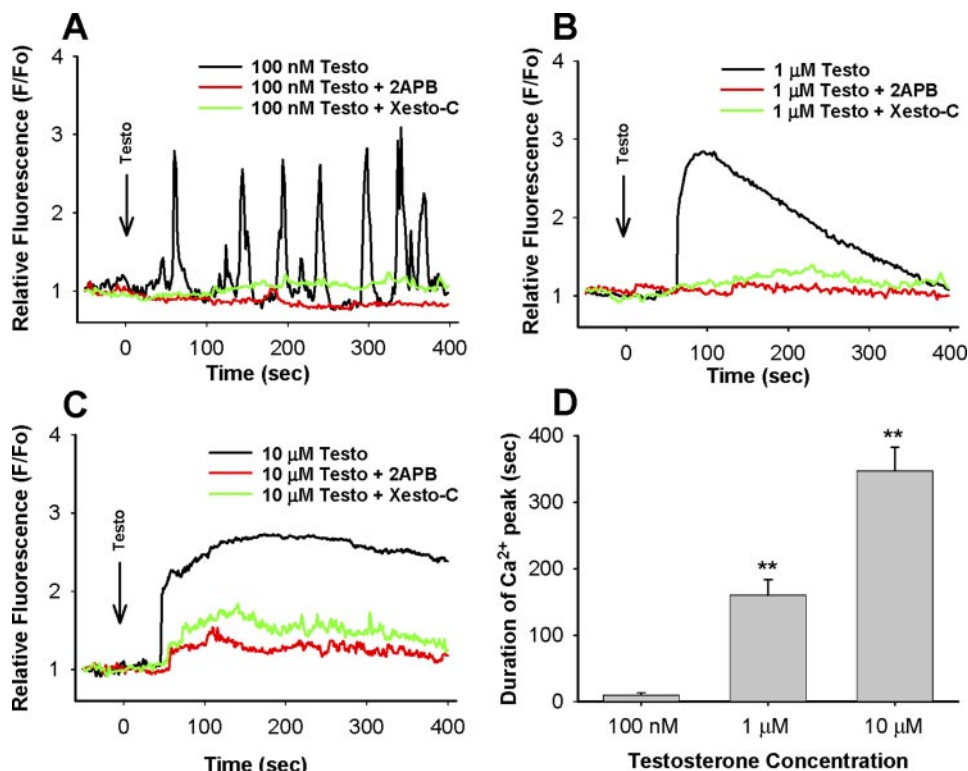 A
100 nM Testo
100 nM Testo + 2APB
100 nM Testo + Xesto-C
Testo
Relative Fluorescence (F/Fo)
4
3
2
1
0 100 200 300 400
Time (sec)
B
1 μM Testo
1 μM Testo + 2APB
1 μM Testo + Xesto-C
Testo
Relative Fluorescence (F/Fo)
4
3
2
1
0 100 200 300 400
Time (sec)
C
10 μM Testo
10 μM Testo + 2APB
10 μM Testo + Xesto-C
Testo
Relative Fluorescence (F/Fo)
4
3
2
1
0 100 200 300 400
Time (sec)
D
Duration of Ca²⁺ peak (sec)
400
300
200
100
0
**
**
100 nM 1 μM 10 μM
Testosterone Concentration